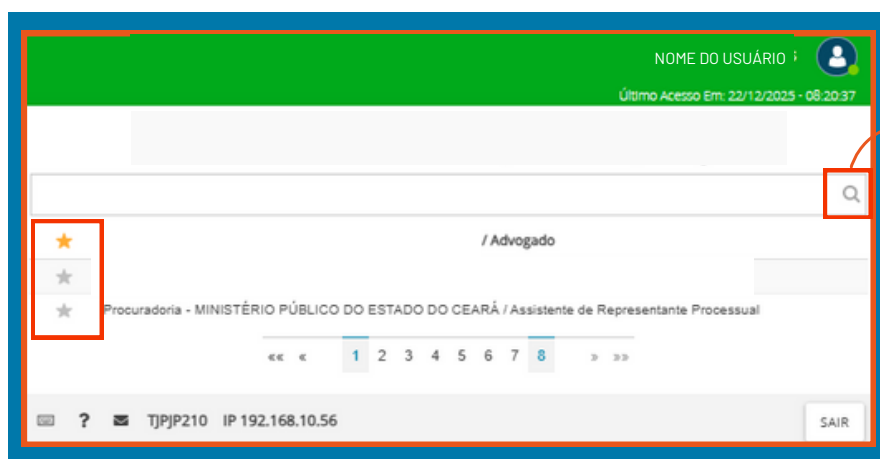 NOME DO USUÁRIO
Último Acesso Em: 22/12/2025 - 08:20:37
/ Advogado
Procuradoria - MINISTÉRIO PÚBLICO DO ESTADO DO CEARÁ / Assistente de Representante Processual
«« « 1 2 3 4 5 6 7 8 » »»
? TJPJP210 IP 192.168.10.56 SAIR